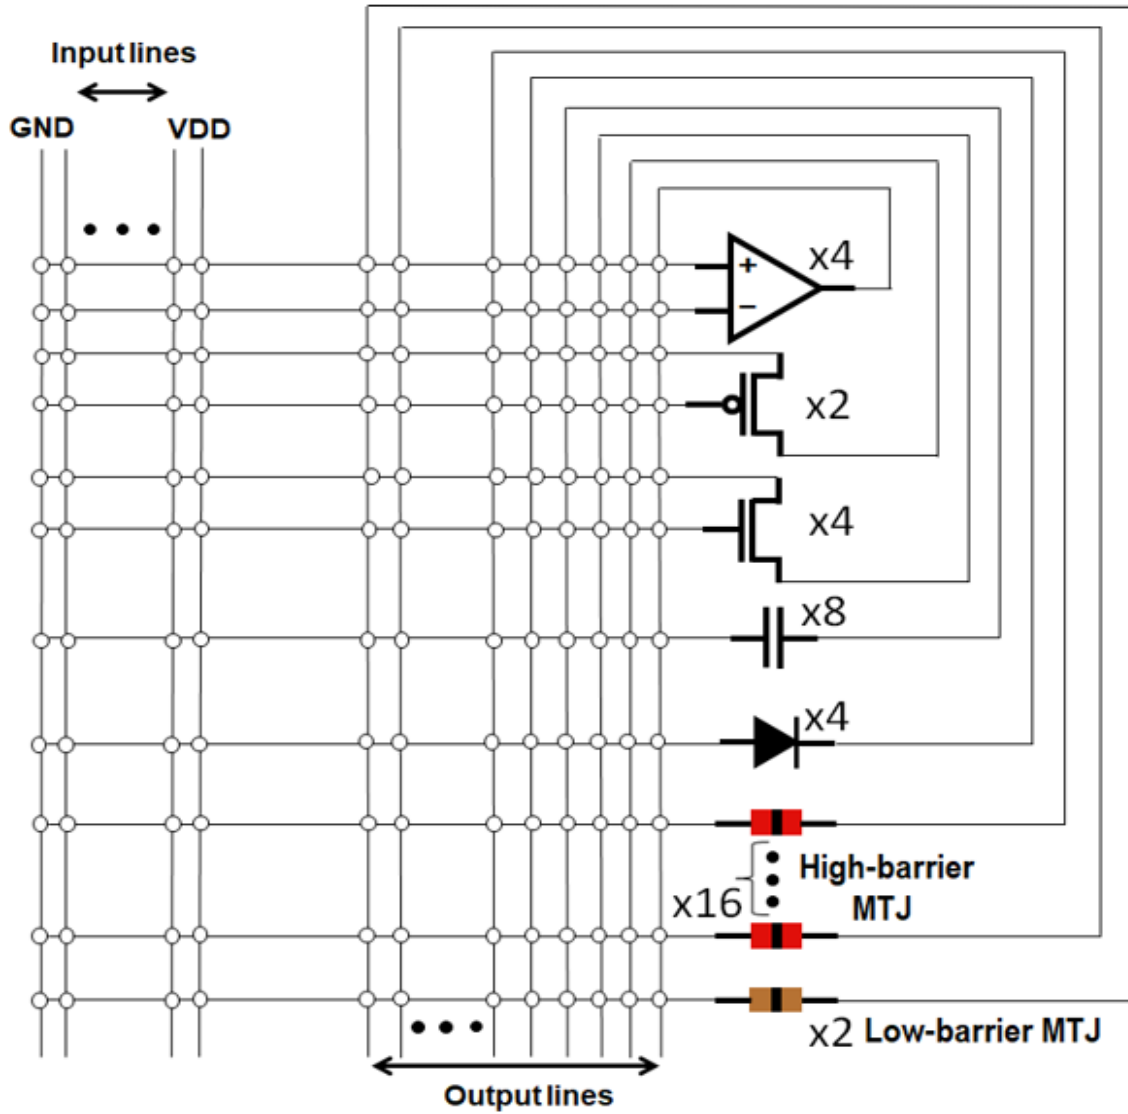 Input lines
GND VDD
x4
+
−
x2
x4
x8
x4
High-barrier
MTJ
x16
x2 Low-barrier MTJ
Output lines